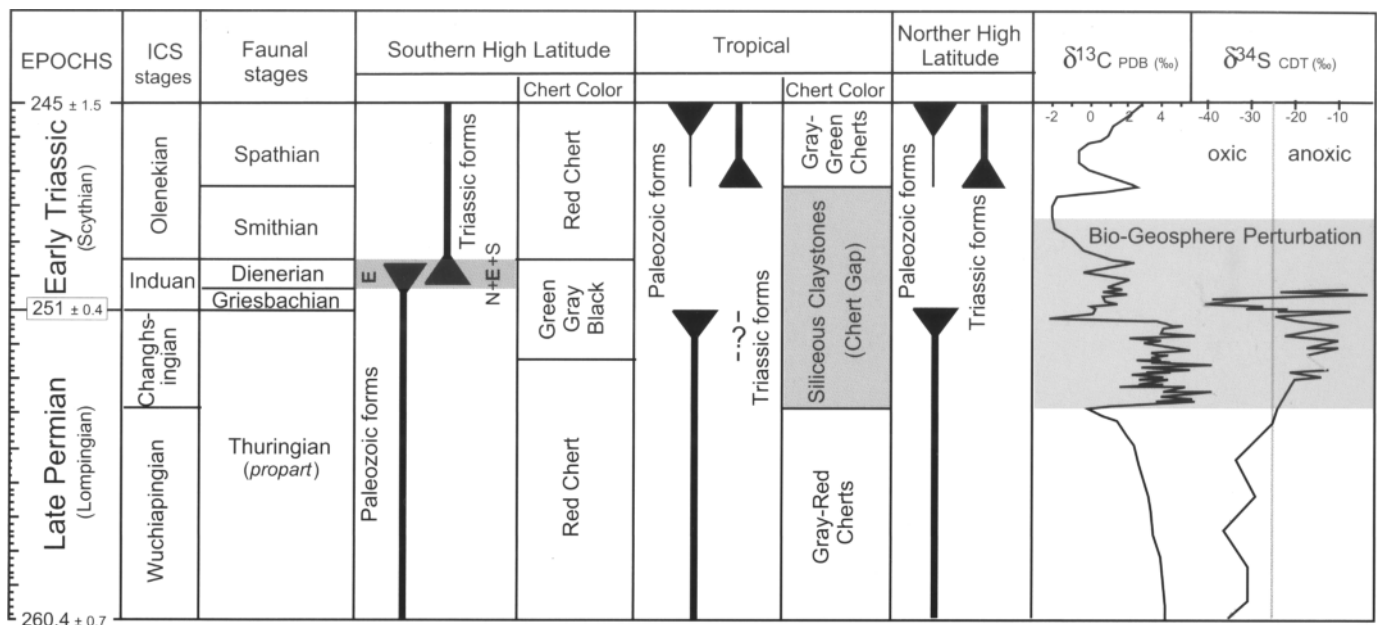 EPOCHS
ICS
stages
Faunal
stages
Southern High Latitude
Chert Color
Tropical
Chert Color
Norther High
Latitude
δ13C PDB (‰)
δ34S CDT (‰)
245 ± 1.5
Early Triassic
(Scythian)
251 ± 0.4
Late Permian
(Lompingian)
260.4 ± 0.7
Olenekian
Induan
Changhs-
ingian
Wuchiapingian
Spathian
Smithian
Dienerian
Griesbachian
Thuringian
(propart)
Paleozoic forms
E
Triassic forms
N+E+S
Red Chert
Green
Gray
Black
Red Chert
Paleozoic forms
?
Triassic forms
Gray-
Green
Cherts
Siliceous Claystones
(Chert Gap)
Gray-Red
Cherts
Paleozoic forms
Triassic forms
-2 0 2 4
-40 -20 -10
oxic
anoxic
Bio-Geosphere Perturbation